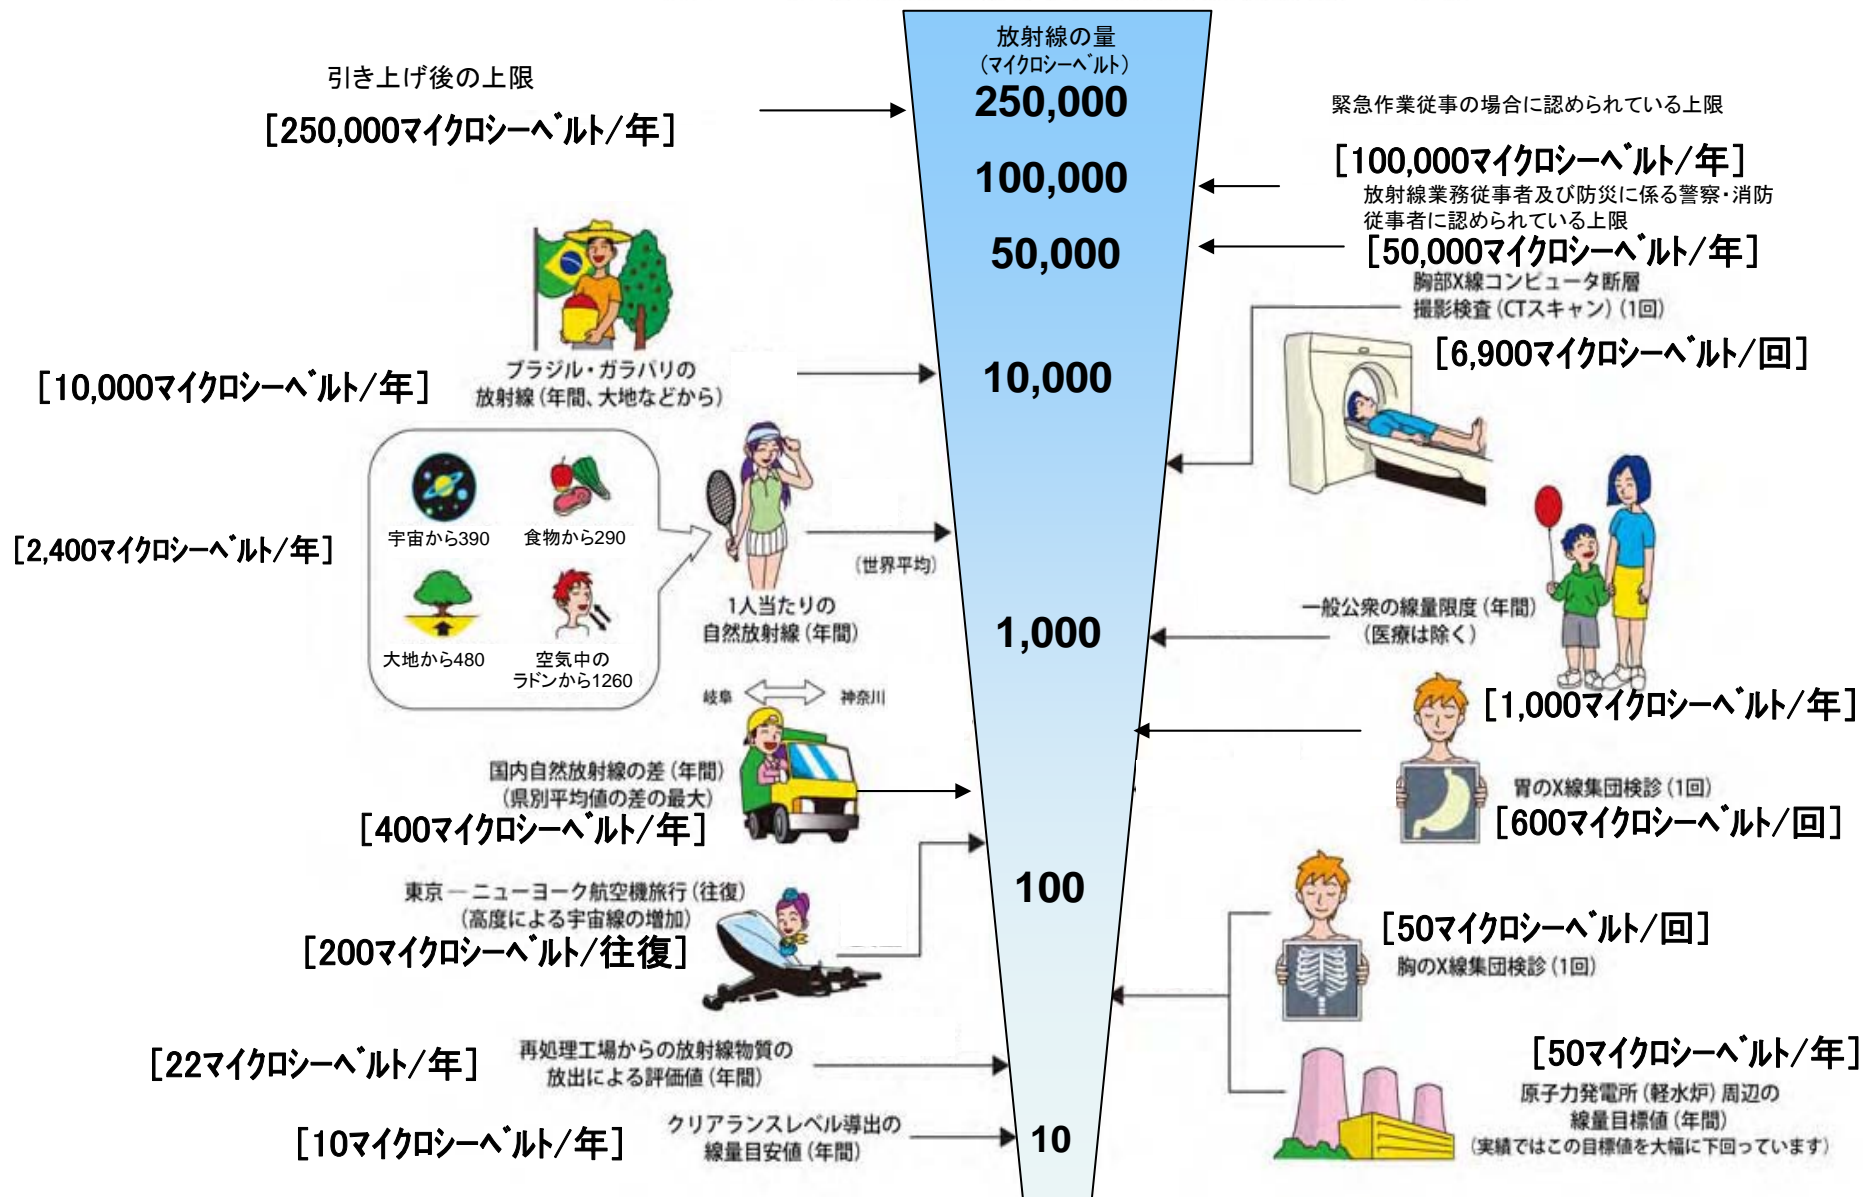 放射線の量
(マイクロシーベルト)
250,000
100,000
50,000
10,000
1,000
100
10
引き上げ後の上限
[250,000マイクロシーベルト/年]
ブラジル・ガラパリの
放射線(年間、大地などから)
[10,000マイクロシーベルト/年]
宇宙から390
食物から290
大地から480
空気中の
ラドンから1260
[2,400マイクロシーベルト/年]
(世界平均)
1人当たりの
自然放射線(年間)
岐阜
神奈川
国内自然放射線の差(年間)
(県別平均値の差の最大)
[400マイクロシーベルト/年]
東京―ニューヨーク航空機旅行(往復)
(高度による宇宙線の増加)
[200マイクロシーベルト/往復]
再処理工場からの放射線物質の
放出による評価値(年間)
[22マイクロシーベルト/年]
クリアランスレベル導出の
線量目安値(年間)
[10マイクロシーベルト/年]
緊急作業従事の場合に認められている上限
[100,000マイクロシーベルト/年]
放射線業務従事者及び防災に係る警察・消防
従事者に認められている上限
[50,000マイクロシーベルト/年]
胸部X線コンピュータ断層
撮影検査(CTスキャン)(1回)
[6,900マイクロシーベルト/回]
一般公衆の線量限度(年間)
(医療は除く)
[1,000マイクロシーベルト/年]
胃のX線集団検診(1回)
[600マイクロシーベルト/回]
[50マイクロシーベルト/回]
胸のX線集団検診(1回)
[50マイクロシーベルト/年]
原子力発電所(軽水炉)周辺の
線量目標値(年間)
(実績ではこの目標値を大幅に下回っています)